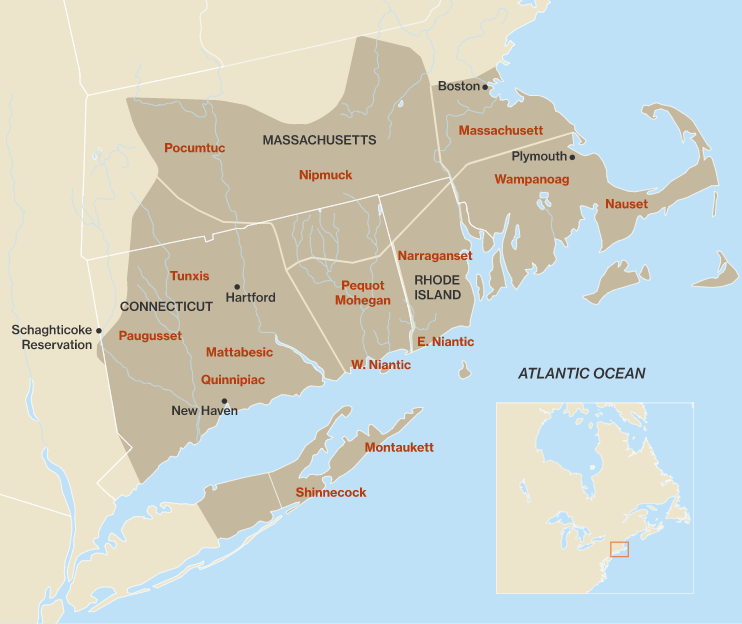 Boston
Massachusett
MASSACHUSETTS
Pocumtuc
Plymouth
Nipmuck
Wampanoag
Nauset
Narraganset
Tunxis
RHODE
ISLAND
Pequot
Mohegan
Hartford
CONNECTICUT
Schaghticoke
Reservation
Paugusset
E. Niantic
Mattabesic
W. Niantic
ATLANTIC OCEAN
Quinnipiac
New Haven
Montaukett
Shinnecock